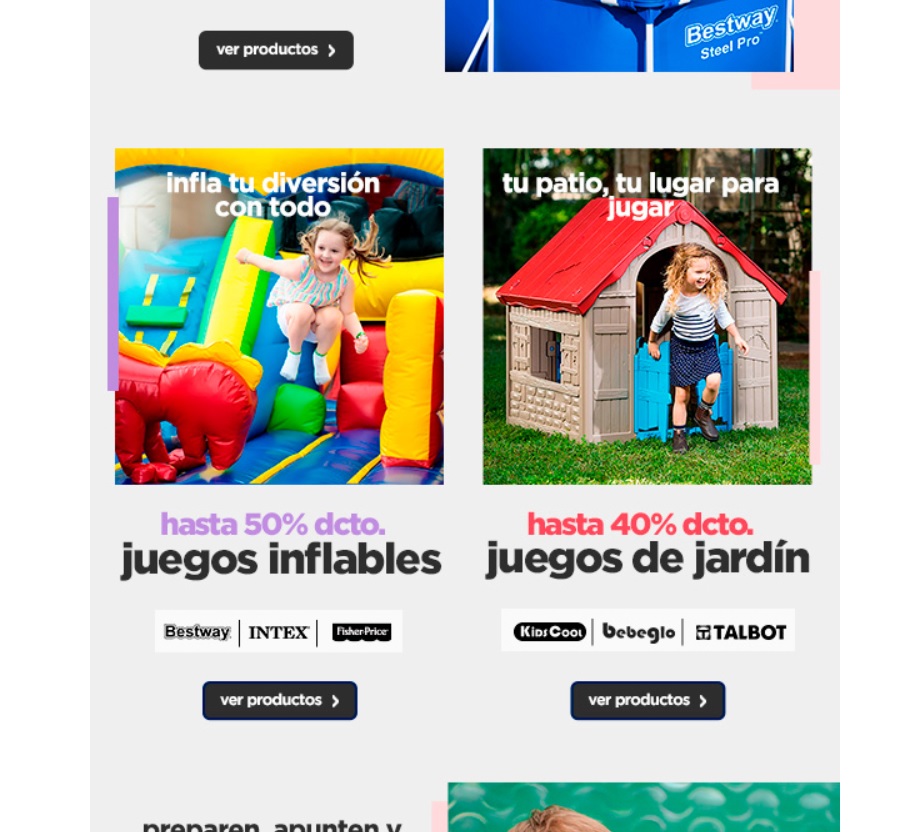 Bestway
Steel Pro™
ver productos
infla tu diversión
con todo
hasta 50% dcto.
juegos inflables
Bestway | INTEX | Fisher-Price
ver productos
tu patio, tu lugar para
jugar
hasta 40% dcto.
juegos de jardín
KidsCool | bebeglo | TALBOT
ver productos
preparen, apunten y